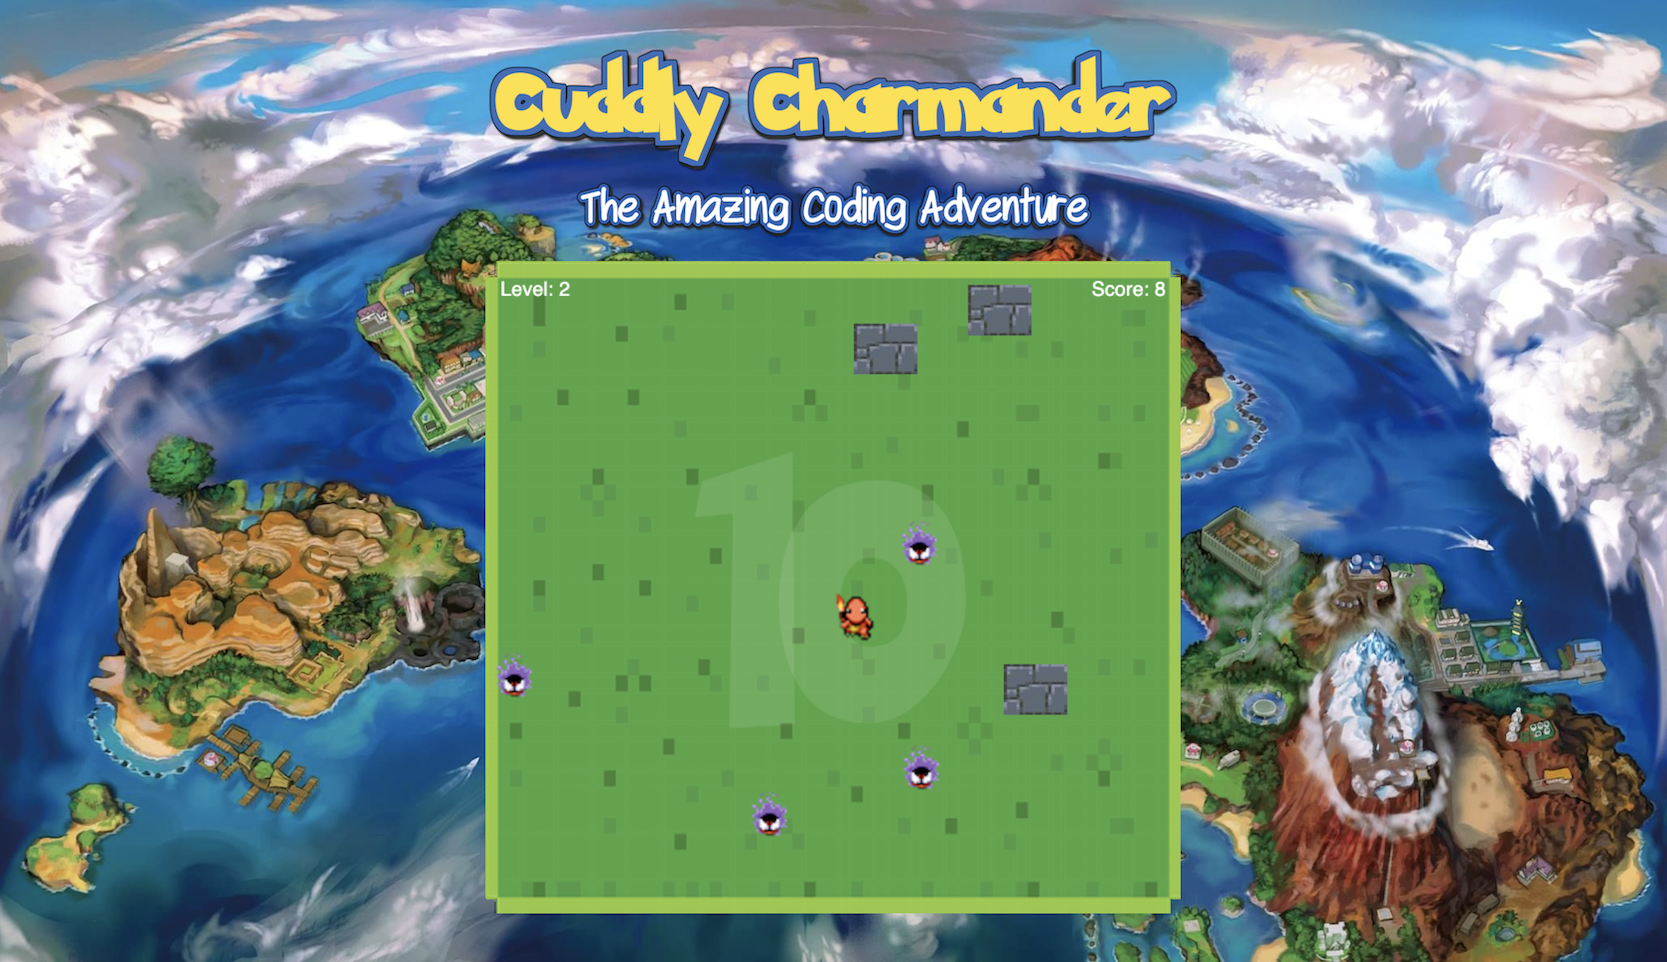 Cuddly Charmander
The Amazing Coding Adventure
Level: 2
Score: 8
10